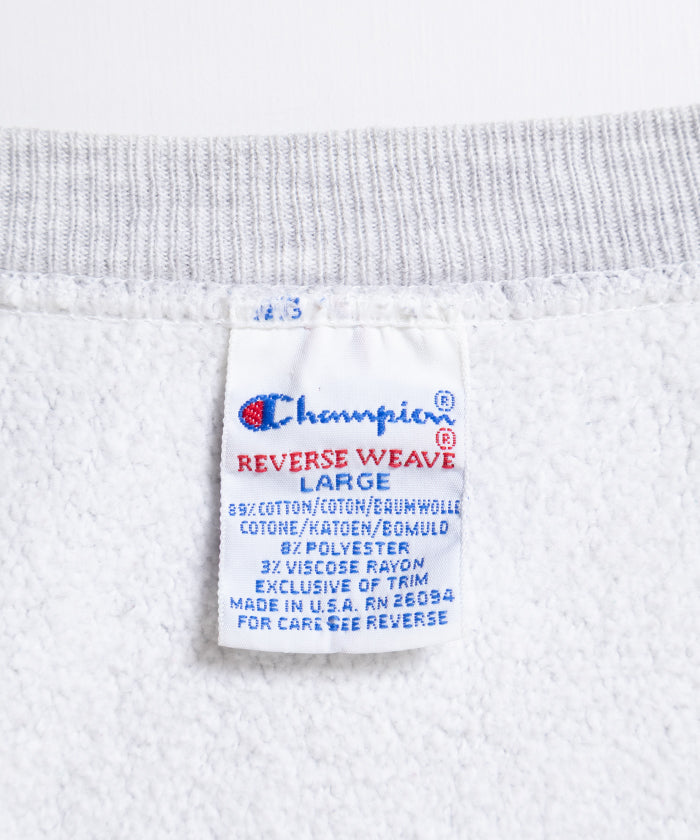 Champion®
®
REVERSE WEAVE
LARGE
89% COTTON/COTON/BAUMWOLLE
COTONE/KATOEN/BOMULD
8% POLYESTER
3% VISCOSE RAYON
EXCLUSIVE OF TRIM
MADE IN U.S.A. RN 26094
FOR CARE SEE REVERSE